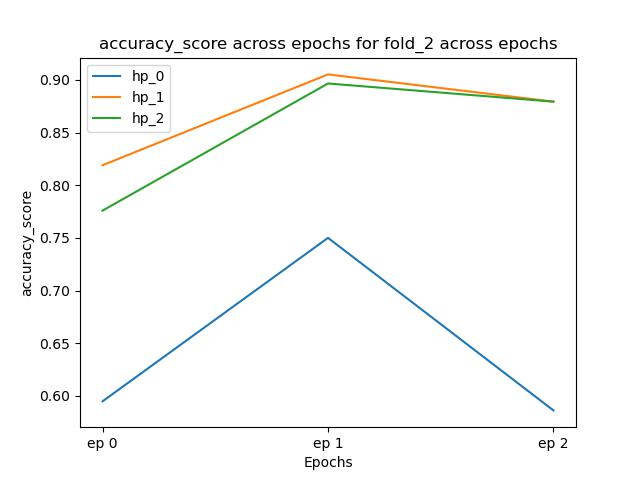 accuracy_score across epochs for fold_2 across epochs
hp_0
hp_1
hp_2
accuracy_score
0.90
0.85
0.80
0.75
0.70
0.65
0.60
ep 0
ep 1
ep 2
Epochs